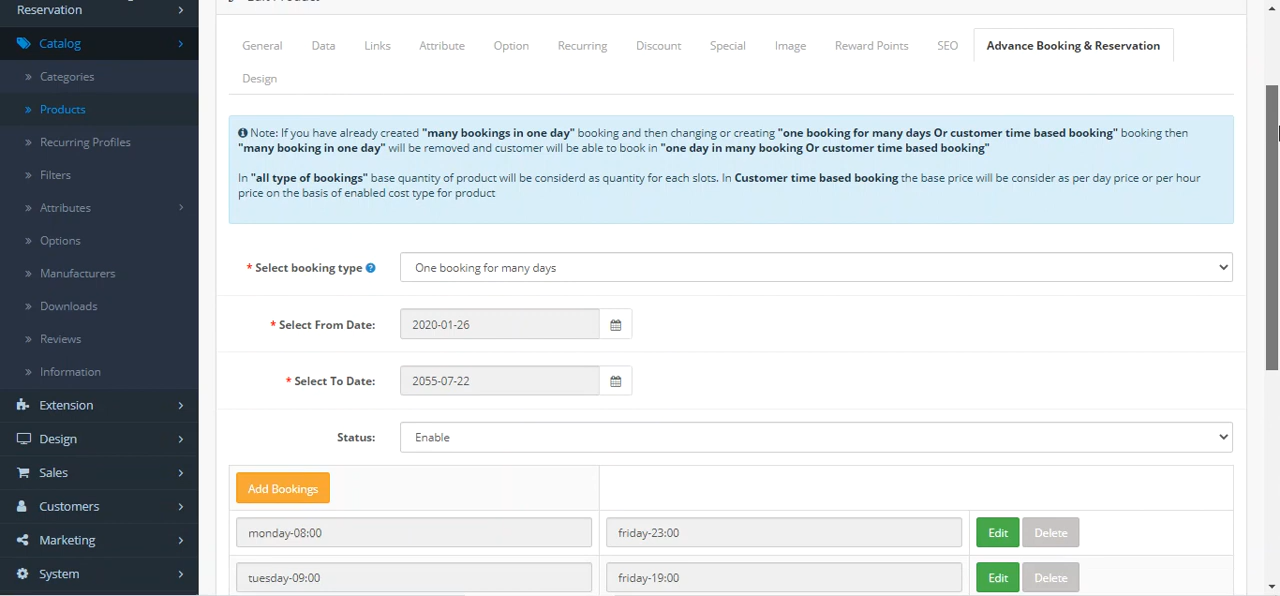 Reservation
Catalog
Categories
Products
Recurring Profiles
Filters
Attributes
Options
Manufacturers
Downloads
Reviews
Information
Extension
Design
Sales
Customers
Marketing
System
General Data Links Attribute Option Recurring Discount Special Image Reward Points SEO Advance Booking & Reservation
Design
Note: If you have already created "many bookings in one day" booking and then changing or creating "one booking for many days Or customer time based booking" booking then
"many booking in one day" will be removed and customer will be able to book in "one day in many booking Or customer time based booking"
In "all type of bookings" base quantity of product will be considerd as quantity for each slots. In Customer time based booking the base price will be consider as per day price or per hour
price on the basis of enabled cost type for product
* Select booking type One booking for many days
* Select From Date: 2020-01-26
* Select To Date: 2055-07-22
Status: Enable
Add Bookings
monday-08:00 friday-23:00 Edit Delete
tuesday-09:00 friday-19:00 Edit Delete